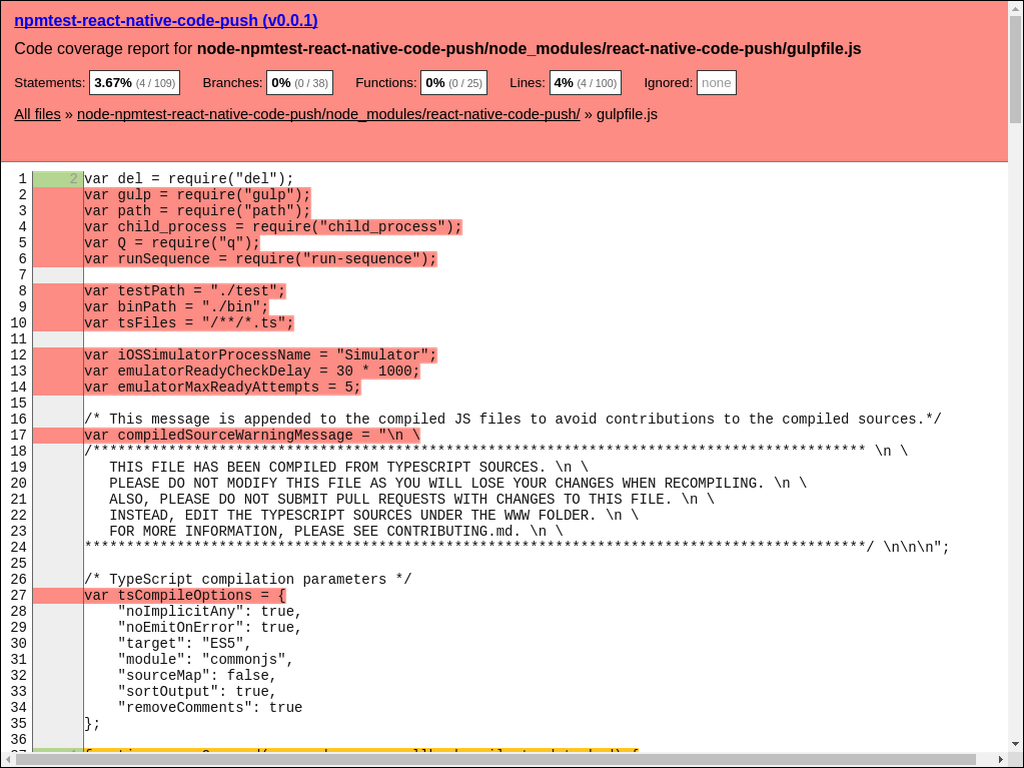 npmtest-react-native-code-push (v0.0.1)
Code coverage report for node-npmtest-react-native-code-push/node_modules/react-native-code-push/gulpfile.js
Statements: 3.67% (4 / 109) Branches: 0% (0 / 38) Functions: 0% (0 / 25) Lines: 4% (4 / 100) Ignored: none
All files » node-npmtest-react-native-code-push/node_modules/react-native-code-push/ » gulpfile.js
1 2 var del = require("del");
2 var gulp = require("gulp");
3 var path = require("path");
4 var child_process = require("child_process");
5 var Q = require("q");
6 var runSequence = require("run-sequence");
7
8 var testPath = "./test";
9 var binPath = "./bin";
10 var tsFiles = "/**/*.ts";
11
12 var iOSSimulatorProcessName = "Simulator";
13 var emulatorReadyCheckDelay = 30 * 1000;
14 var emulatorMaxReadyAttempts = 5;
15
16 /* This message is appended to the compiled JS files to avoid contributions to the compiled sources.*/
17 var compiledSourceWarningMessage = "\n \
18 /******************************************************************************************** \n \
19 THIS FILE HAS BEEN COMPILED FROM TYPESCRIPT SOURCES. \n \
20 PLEASE DO NOT MODIFY THIS FILE AS YOU WILL LOSE YOUR CHANGES WHEN RECOMPILING. \n \
21 ALSO, PLEASE DO NOT SUBMIT PULL REQUESTS WITH CHANGES TO THIS FILE. \n \
22 INSTEAD, EDIT THE TYPESCRIPT SOURCES UNDER THE WWW FOLDER. \n \
23 FOR MORE INFORMATION, PLEASE SEE CONTRIBUTING.md. \n \
24 *********************************************************************************************/ \n\n\n";
25
26 /* TypeScript compilation parameters */
27 var tsCompileOptions = {
28 "noImplicitAny": true,
29 "noEmitOnError": true,
30 "target": "ES5",
31 "module": "commonjs",
32 "sourceMap": false,
33 "sortOutput": true,
34 "removeComments": true
35 };
36